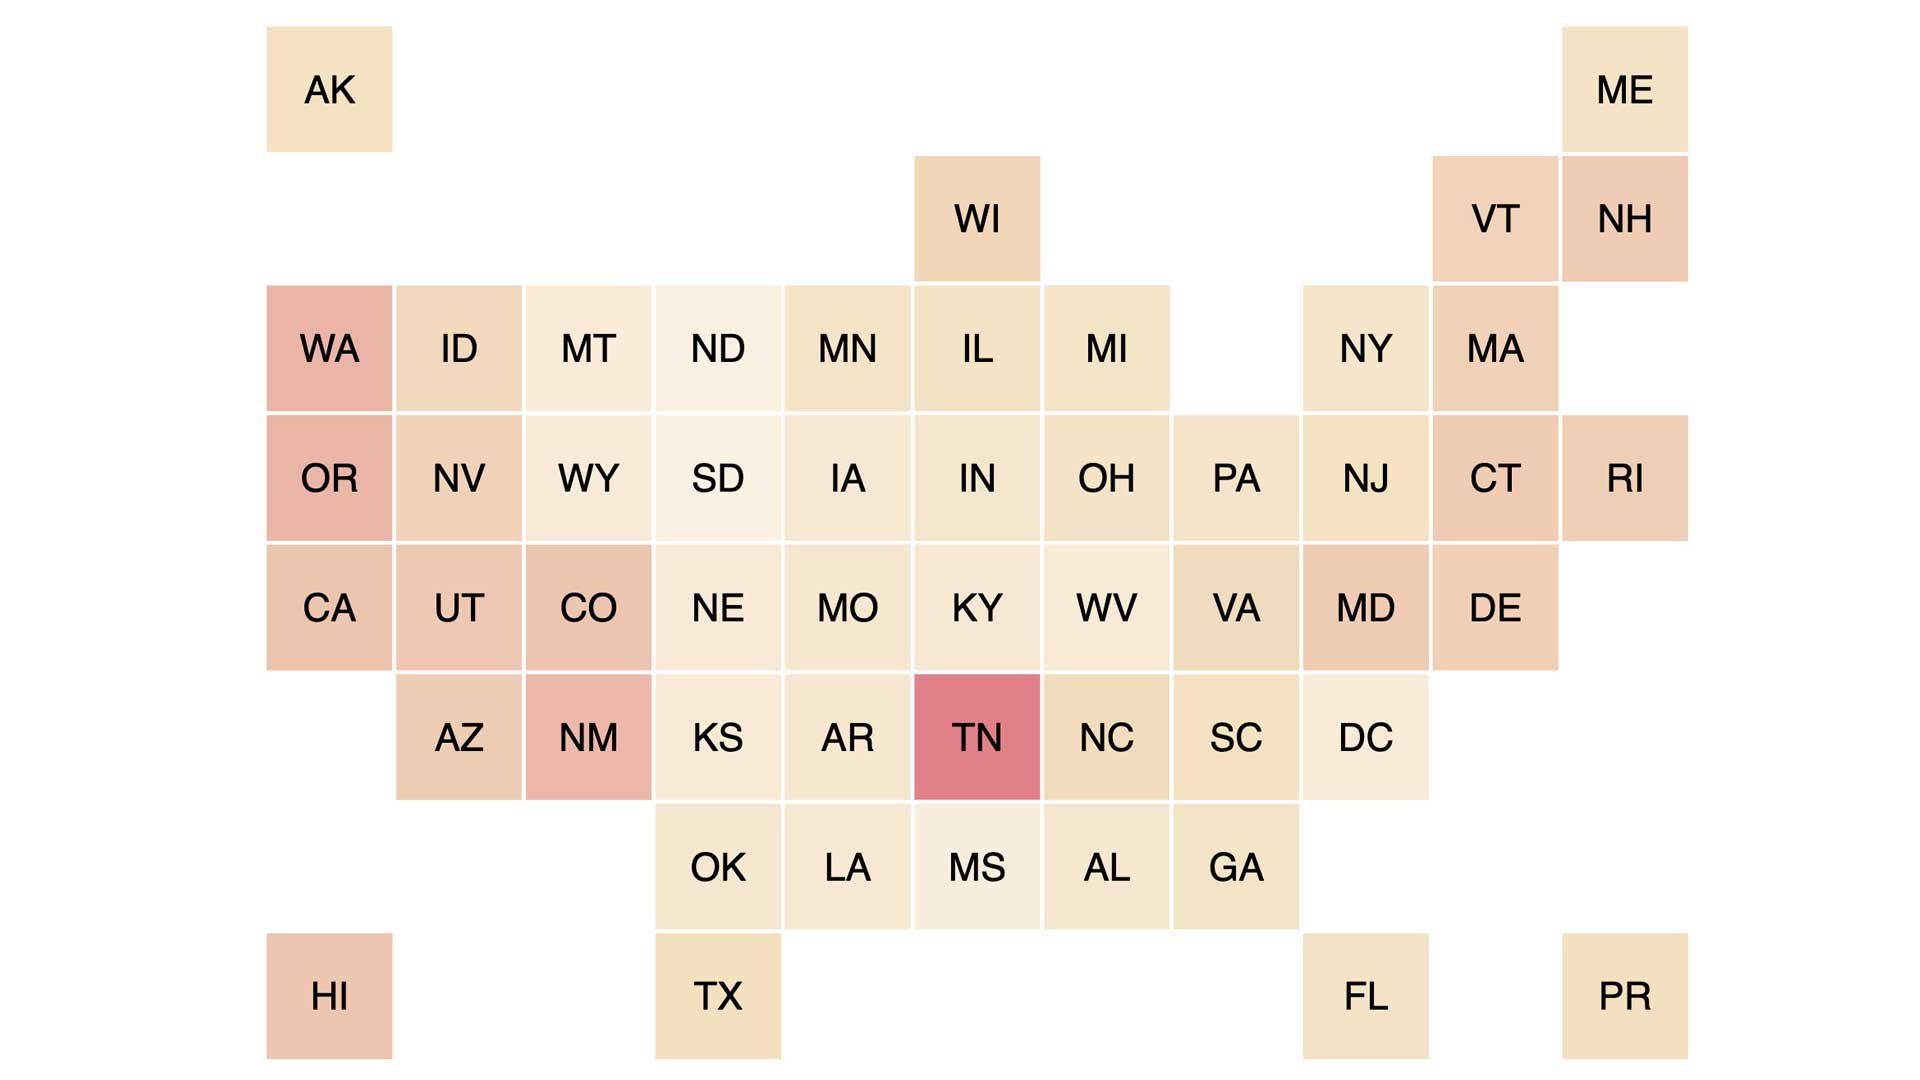 AK ME
WI VT NH
WA ID MT ND MN IL MI NY MA
OR NV WY SD IA IN OH PA NJ CT RI
CA UT CO NE MO KY WV VA MD DE
AZ NM KS AR TN NC SC DC
OK LA MS AL GA
HI TX FL PR